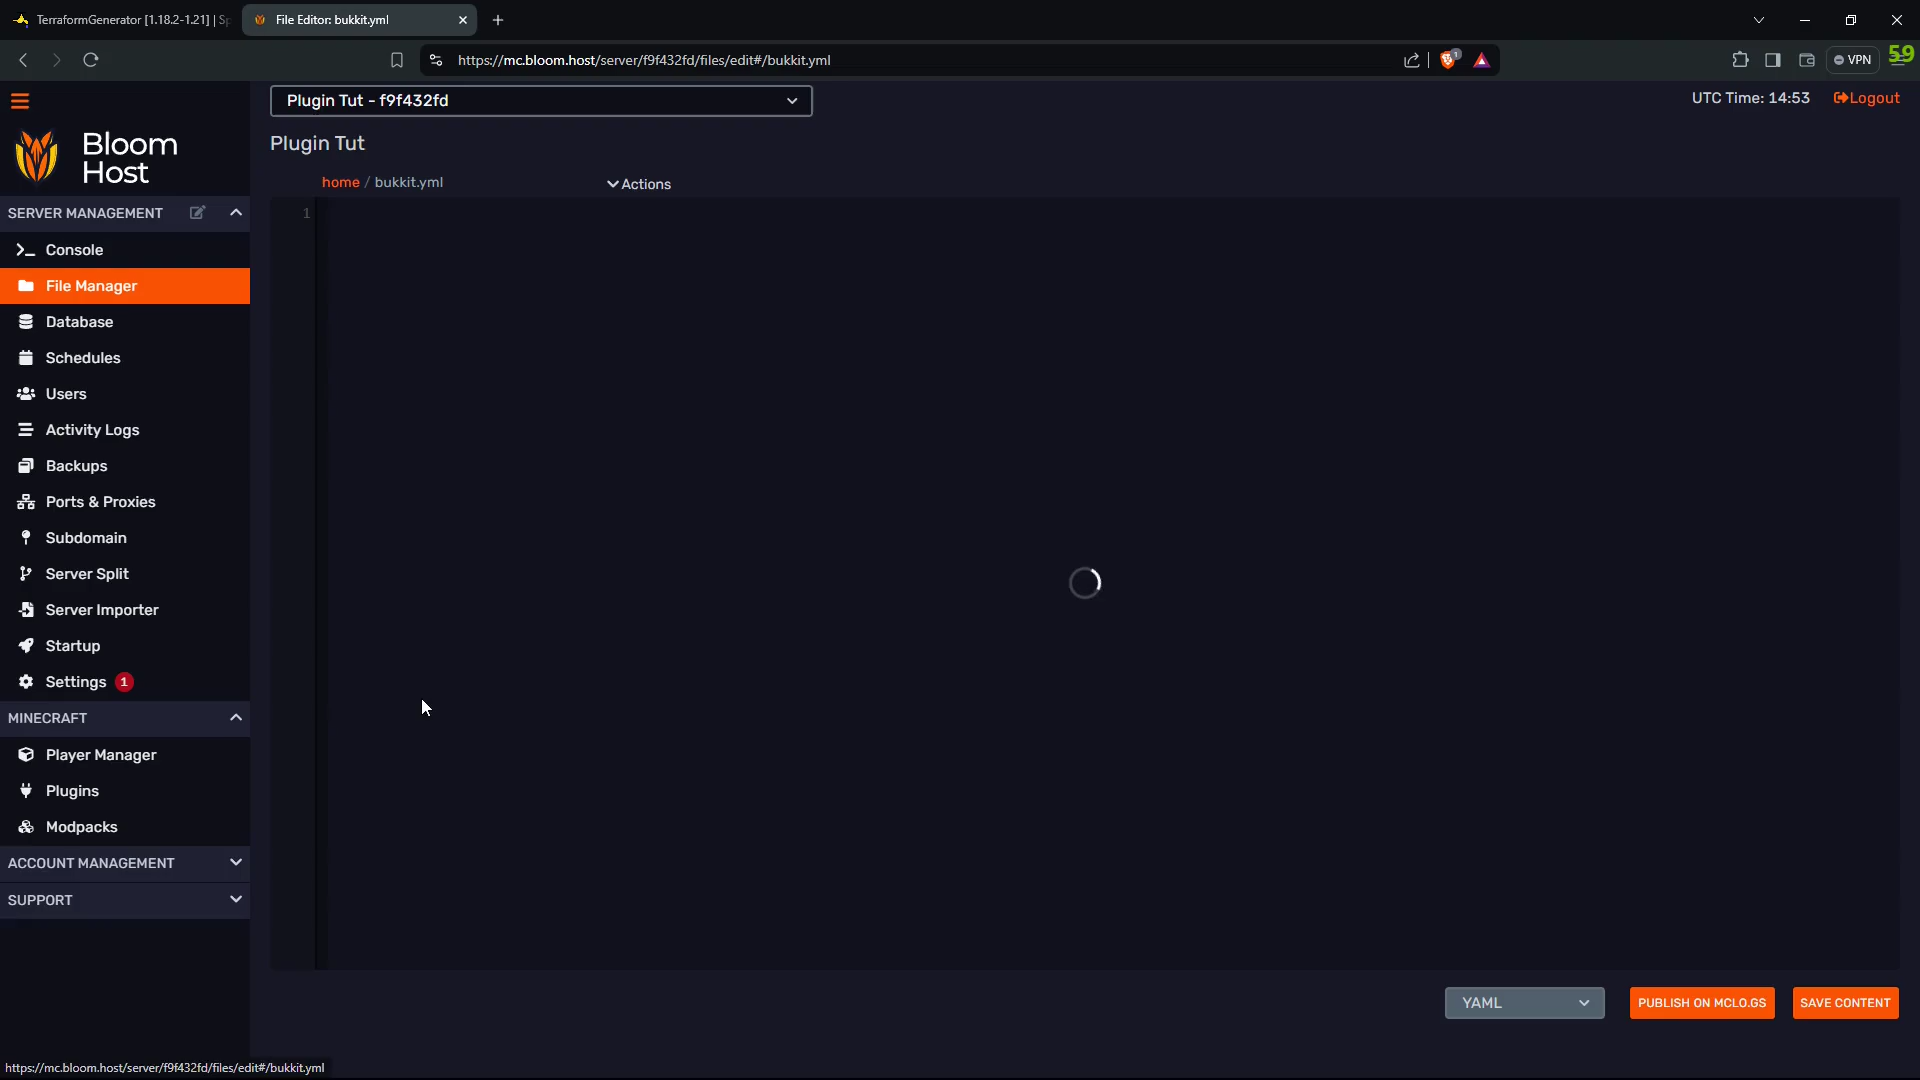 TerraformGenerator [1.18.2-1.21] | Sp
File Editor: bukkit.yml
https://mc.bloom.host/server/f9f432fd/files/edit#/bukkit.yml
1
VPN
59
Plugin Tut - f9f432fd
UTC Time: 14:53
Logout
Bloom
Host
Plugin Tut
home / bukkit.yml
Actions
1
SERVER MANAGEMENT
Console
File Manager
Database
Schedules
Users
Activity Logs
Backups
Ports & Proxies
Subdomain
Server Split
Server Importer
Startup
Settings 1
MINECRAFT
Player Manager
Plugins
Modpacks
ACCOUNT MANAGEMENT
SUPPORT
YAML
PUBLISH ON MCLO.GS
SAVE CONTENT
https://mc.bloom.host/server/f9f432fd/files/edit#/bukkit.yml